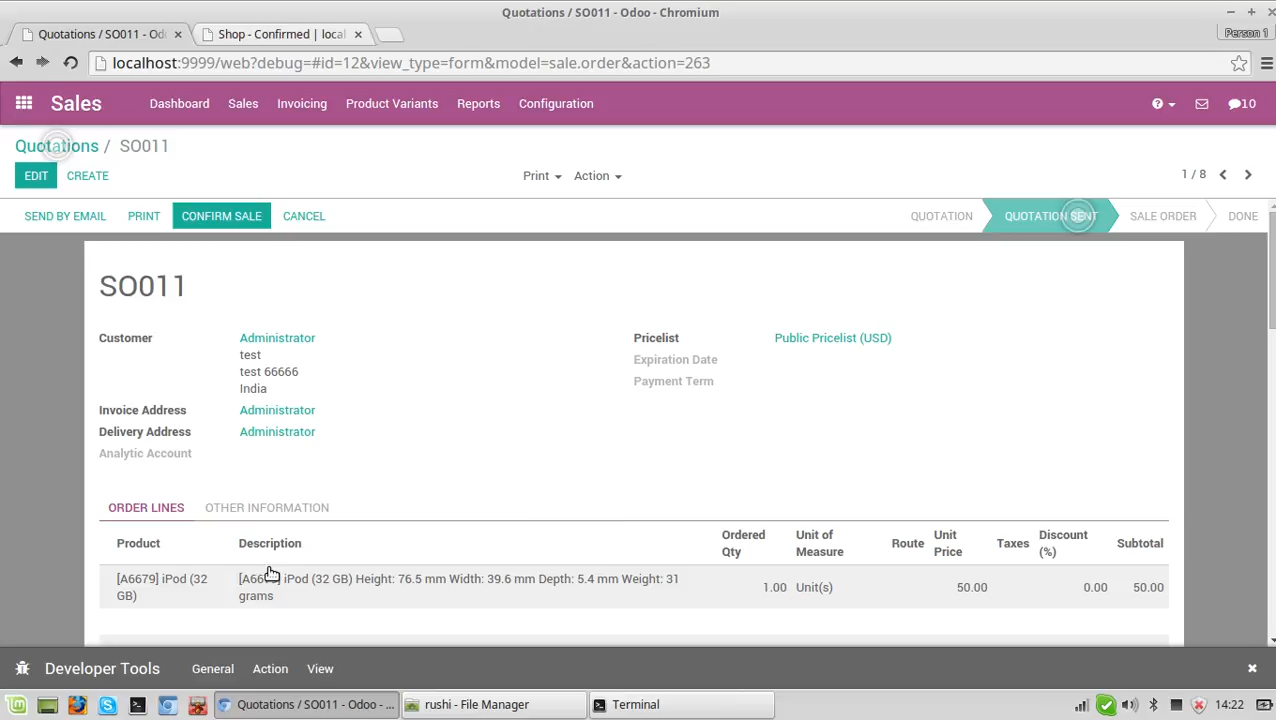 Quotations / SO011 - Odoo - Chromium
Quotations / SO011 - Od
Shop - Confirmed | local
Person 1
localhost:9999/web?debug=#id=12&view_type=form&model=sale.order&action=263
Sales
Dashboard
Sales
Invoicing
Product Variants
Reports
Configuration
?
10
Quotations / SO011
EDIT
CREATE
Print
Action
1 / 8
SEND BY EMAIL
PRINT
CONFIRM SALE
CANCEL
QUOTATION
QUOTATION SENT
SALE ORDER
DONE
SO011
Customer
Administrator
test
test 66666
India
Invoice Address
Administrator
Delivery Address
Administrator
Analytic Account
Pricelist
Public Pricelist (USD)
Expiration Date
Payment Term
ORDER LINES
OTHER INFORMATION
Product
Description
Ordered
Qty
Unit of
Measure
Route
Unit
Price
Taxes
Discount
(%)
Subtotal
[A6679] iPod (32
GB)
iPod (32 GB) Height: 76.5 mm Width: 39.6 mm Depth: 5.4 mm Weight: 31
grams
1.00
Unit(s)
50.00
0.00
50.00
Developer Tools
General
Action
View
Quotations / SO011 - Odoo - ...
rushi - File Manager
Terminal
14:22